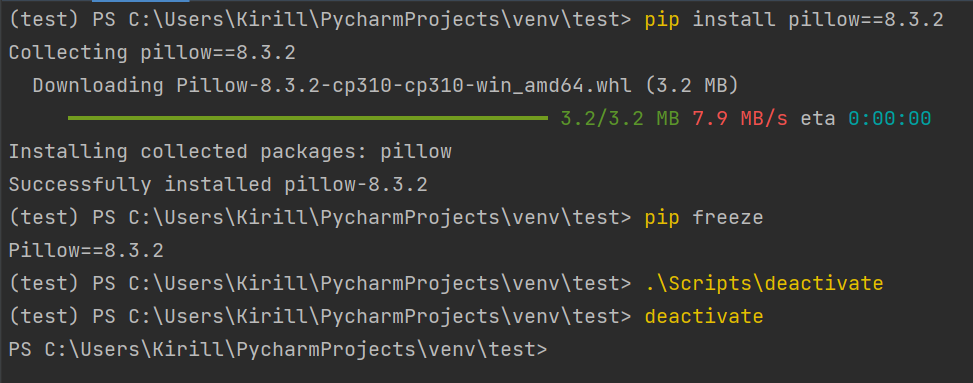 (test) PS C:\Users\Kirill\PycharmProjects\venv\test> pip install pillow==8.3.2
Collecting pillow==8.3.2
  Downloading Pillow-8.3.2-cp310-cp310-win_amd64.whl (3.2 MB)
3.2/3.2 MB 7.9 MB/s eta 0:00:00
Installing collected packages: pillow
Successfully installed pillow-8.3.2
(test) PS C:\Users\Kirill\PycharmProjects\venv\test> pip freeze
Pillow==8.3.2
(test) PS C:\Users\Kirill\PycharmProjects\venv\test> .\Scripts\deactivate
(test) PS C:\Users\Kirill\PycharmProjects\venv\test> deactivate
PS C:\Users\Kirill\PycharmProjects\venv\test>